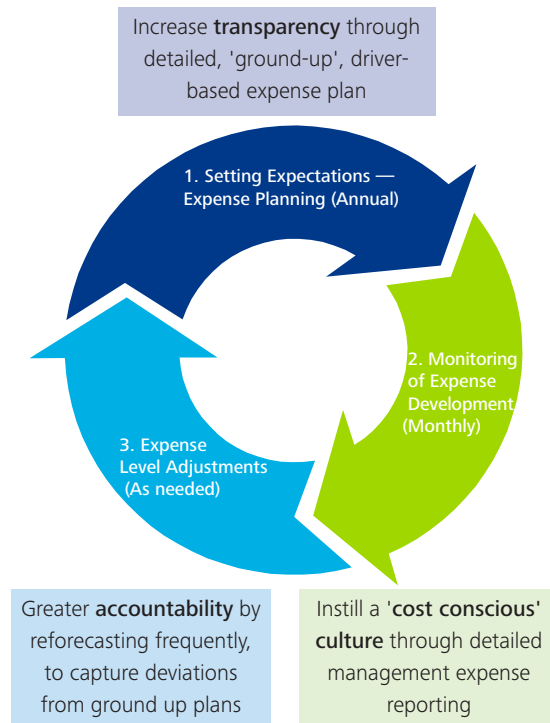 Increase transparency through
detailed, 'ground-up', driver-
based expense plan
1. Setting Expectations —
Expense Planning (Annual)
2. Monitoring
of Expense
Development
(Monthly)
3. Expense
Level Adjustments
(As needed)
Greater accountability by
reforecasting frequently,
to capture deviations
from ground up plans
Instill a 'cost conscious'
culture through detailed
management expense
reporting